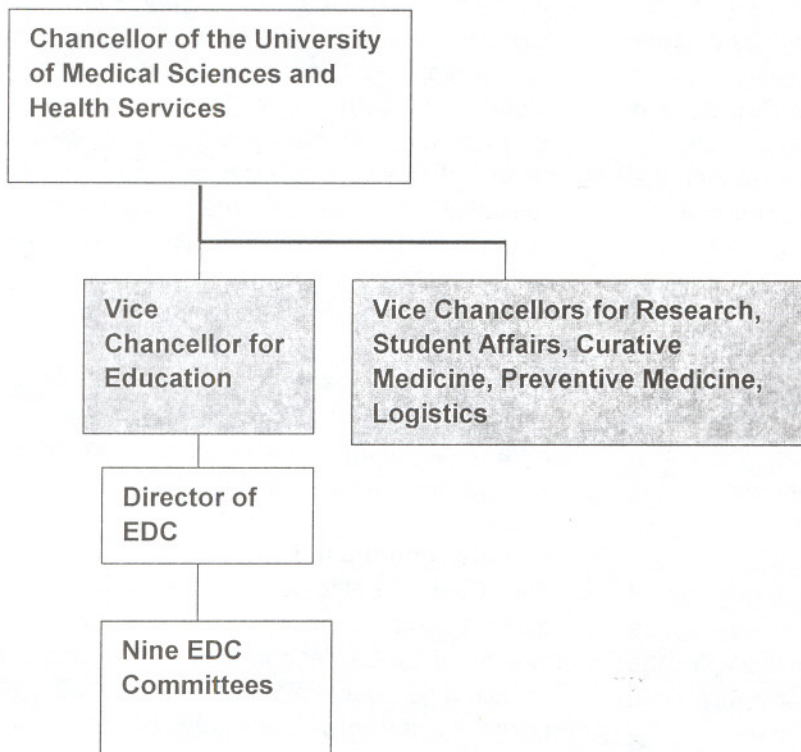 Chancellor of the University
of Medical Sciences and
Health Services
Vice
Chancellor for
Education
Vice Chancellors for Research,
Student Affairs, Curative
Medicine, Preventive Medicine,
Logistics
Director of
EDC
Nine EDC
Committees